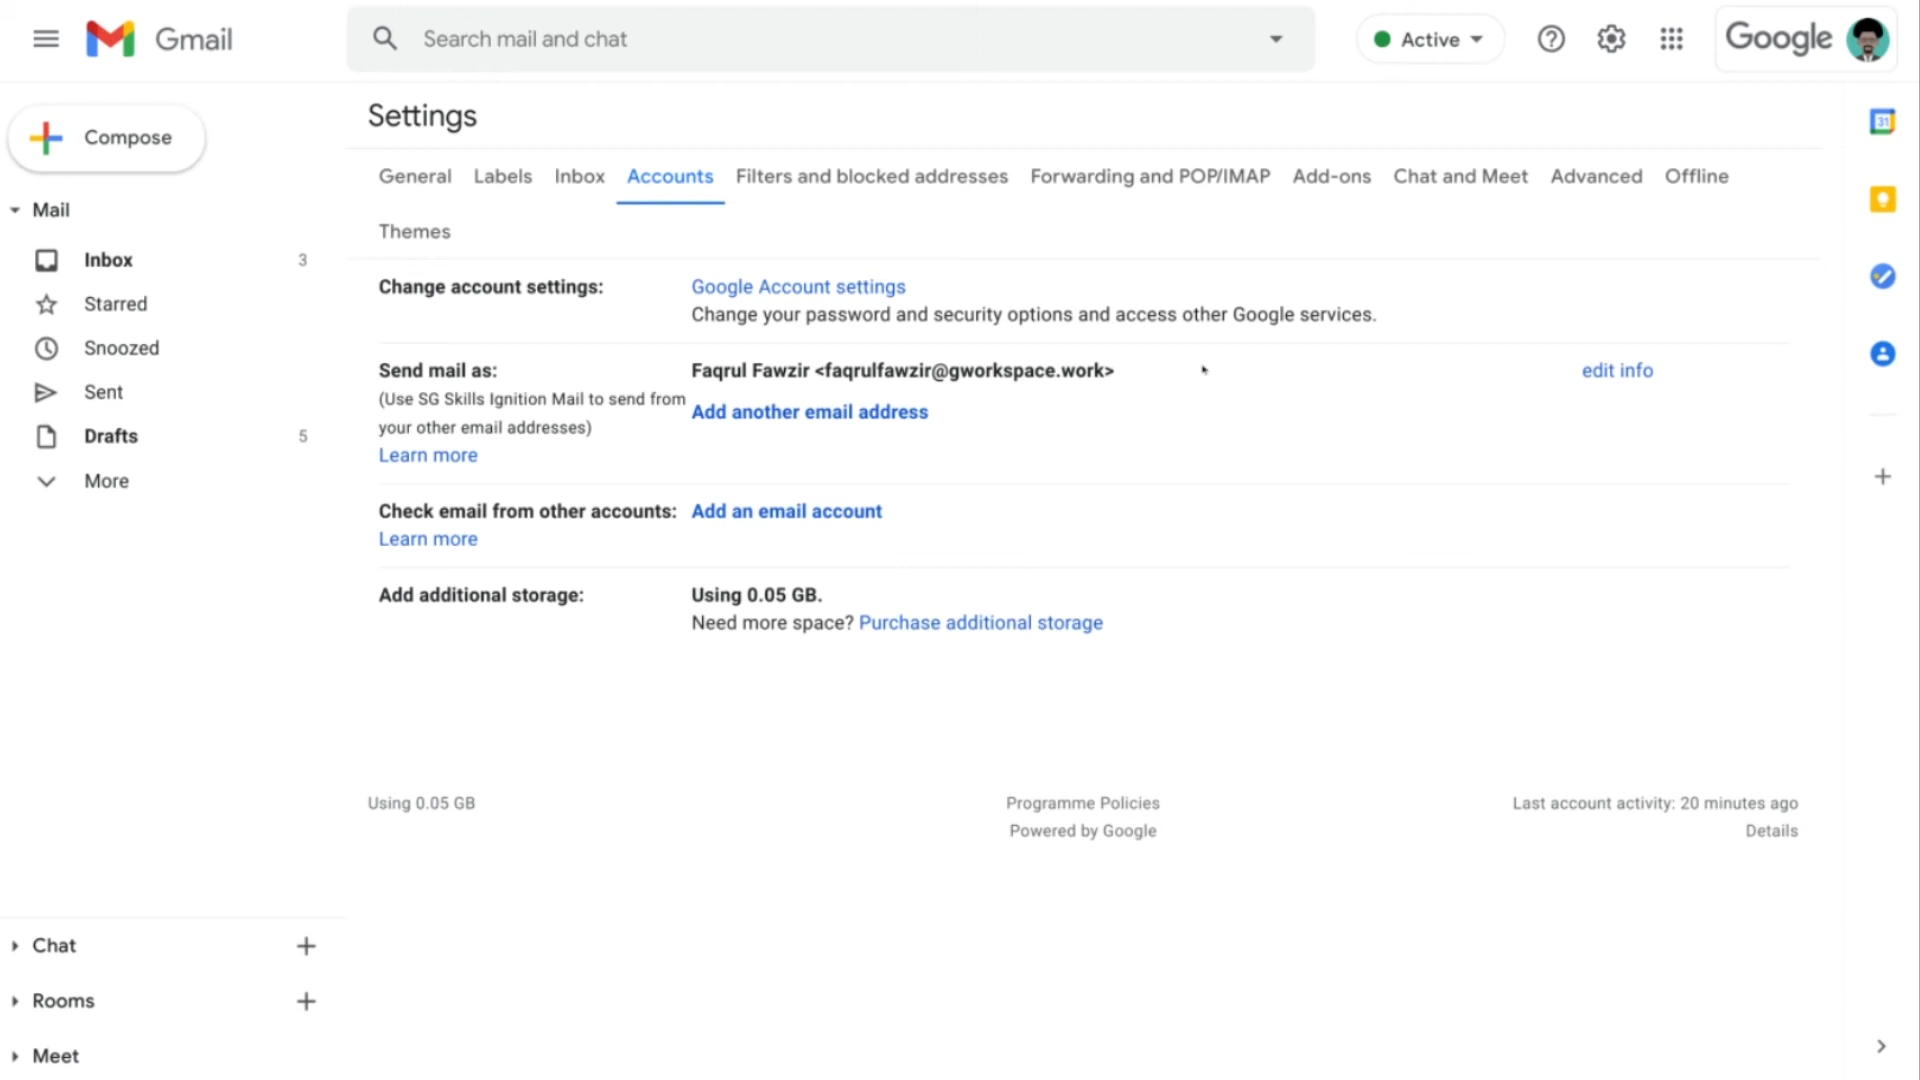 Gmail
Search mail and chat
Active
Google
Compose
Settings
General Labels Inbox Accounts Filters and blocked addresses Forwarding and POP/IMAP Add-ons Chat and Meet Advanced Offline
Themes
Mail
Inbox 3
Starred
Snoozed
Sent
Drafts 5
More
Change account settings: Google Account settings
Change your password and security options and access other Google services.
Send mail as: Faqrul Fawzir <faqrulfawzir@gworkspace.work> edit info
(Use SG Skills Ignition Mail to send from
your other email addresses)
Add another email address
Learn more
Check email from other accounts: Add an email account
Learn more
Add additional storage: Using 0.05 GB.
Need more space? Purchase additional storage
Using 0.05 GB
Programme Policies
Powered by Google
Last account activity: 20 minutes ago
Details
Chat
Rooms
Meet
31